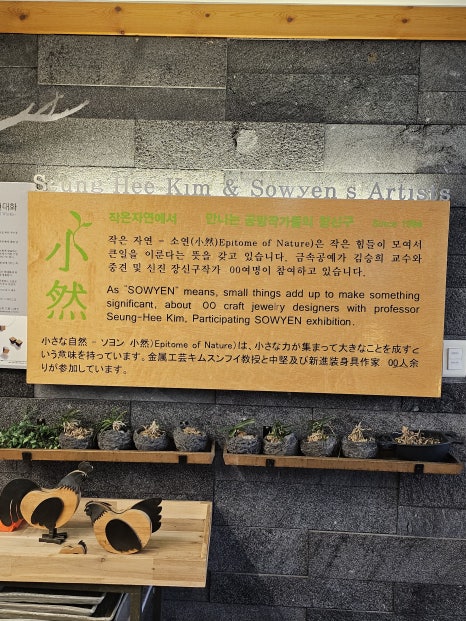 Seung Hee Kim & Sowyen's Artists
작은자연에서 만나는 공방작가들의 장신구 Since 1998
小然
작은 자연 - 소연(小然)(Epitome of Nature)은 작은 힘들이 모여서
큰일을 이룬다는 뜻을 갖고 있습니다. 금속공예가 김승희 교수와
중견 및 신진 장신구작가 00여명이 참여하고 있습니다.
As "SOWYEN" means, small things add up to make something
significant, about 00 craft jewelry designers with professor
Seung-Hee Kim, Participating SOWYEN exhibition.
小さな自然 - ソヨン 小然(Epitome of Nature)は、小さな力が集まって大きなことを成すと
いう意味を持っています。金属工芸キムスンフイ教授と中堅及び新進装身具作家 00人余
りが参加しています。